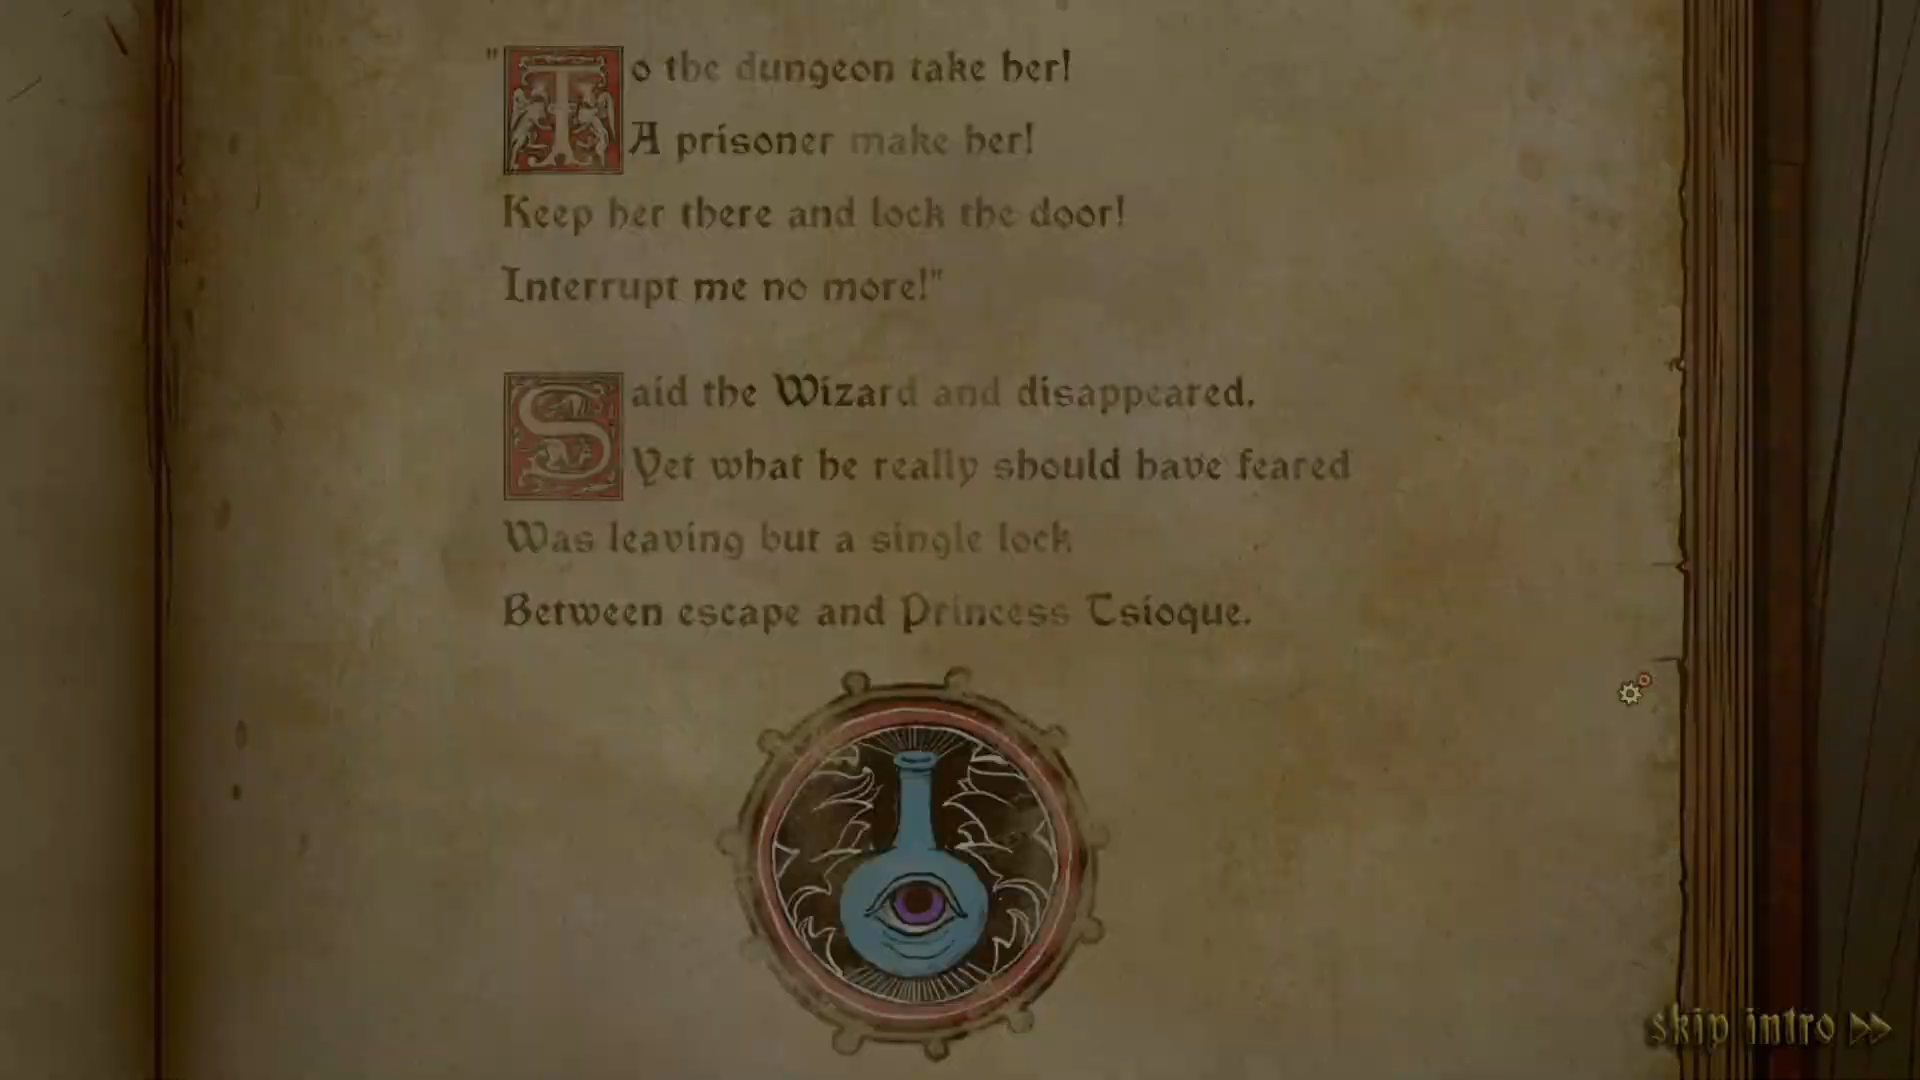 "To the dungeon take her!
A prisoner make her!
Keep her there and lock the door!
Interrupt me no more!"
Said the Wizard and disappeared.
Yet what he really should have feared
Was leaving but a single lock
Between escape and Princess Tsioque.
skip intro